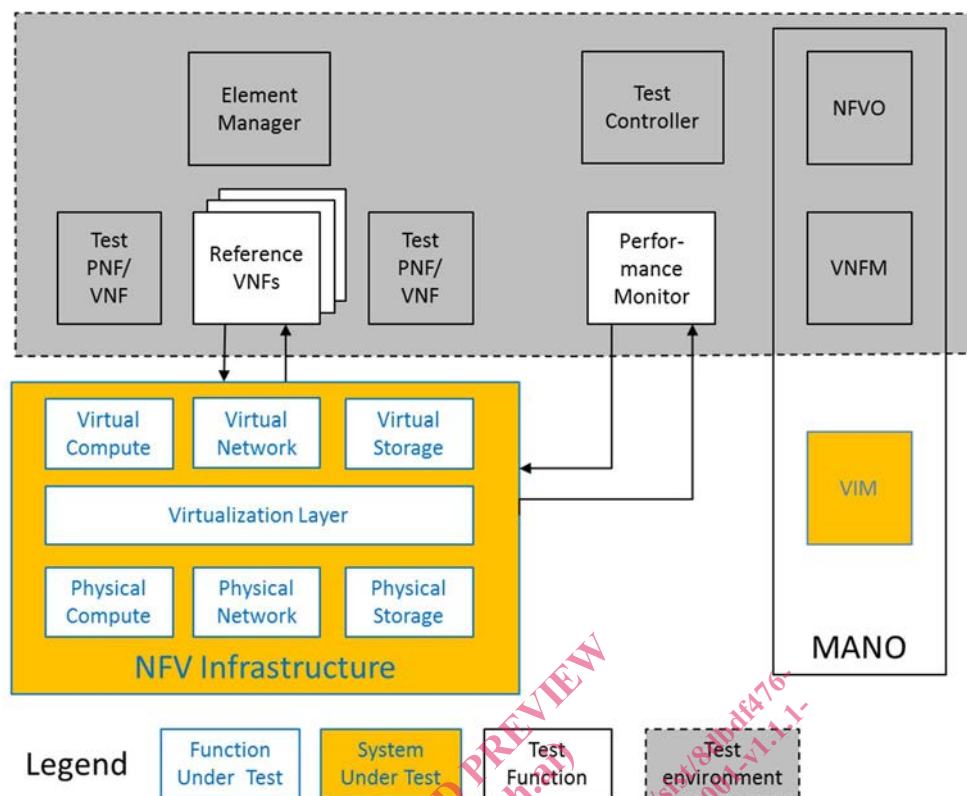 Element
Manager
Test
Controller
NFVO
Test
PNF/
VNF
Reference
VNFs
Test
PNF/
VNF
Perfor-
mance
Monitor
VNFM
Virtual
Compute
Virtual
Network
Virtual
Storage
Virtualization Layer
VIM
Physical
Compute
Physical
Network
Physical
Storage
NFV Infrastructure
MANO
Legend
Function
Under Test
System
Under Test
Test
Function
Test
environment
PREVIEW